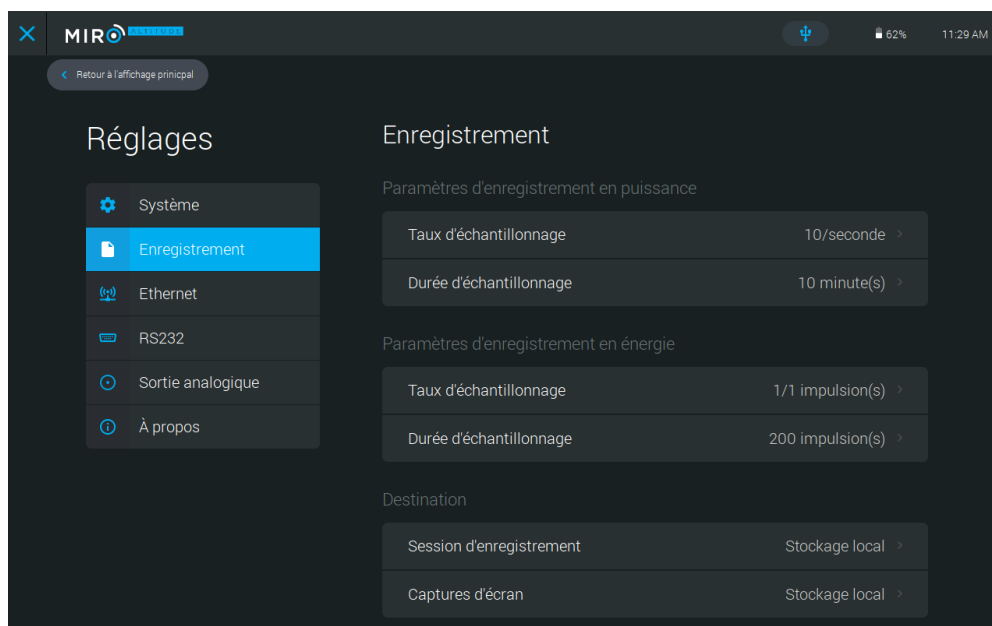 MIRO ALTITUDE
62%
11:29 AM
Retour à l'affichage prinicpal
Réglages
Système
Enregistrement
Ethernet
RS232
Sortie analogique
À propos
Enregistrement
Paramètres d'enregistrement en puissance
Taux d'échantillonnage 10/seconde
Durée d'échantillonnage 10 minute(s)
Paramètres d'enregistrement en énergie
Taux d'échantillonnage 1/1 impulsion(s)
Durée d'échantillonnage 200 impulsion(s)
Destination
Session d'enregistrement Stockage local
Captures d'écran Stockage local